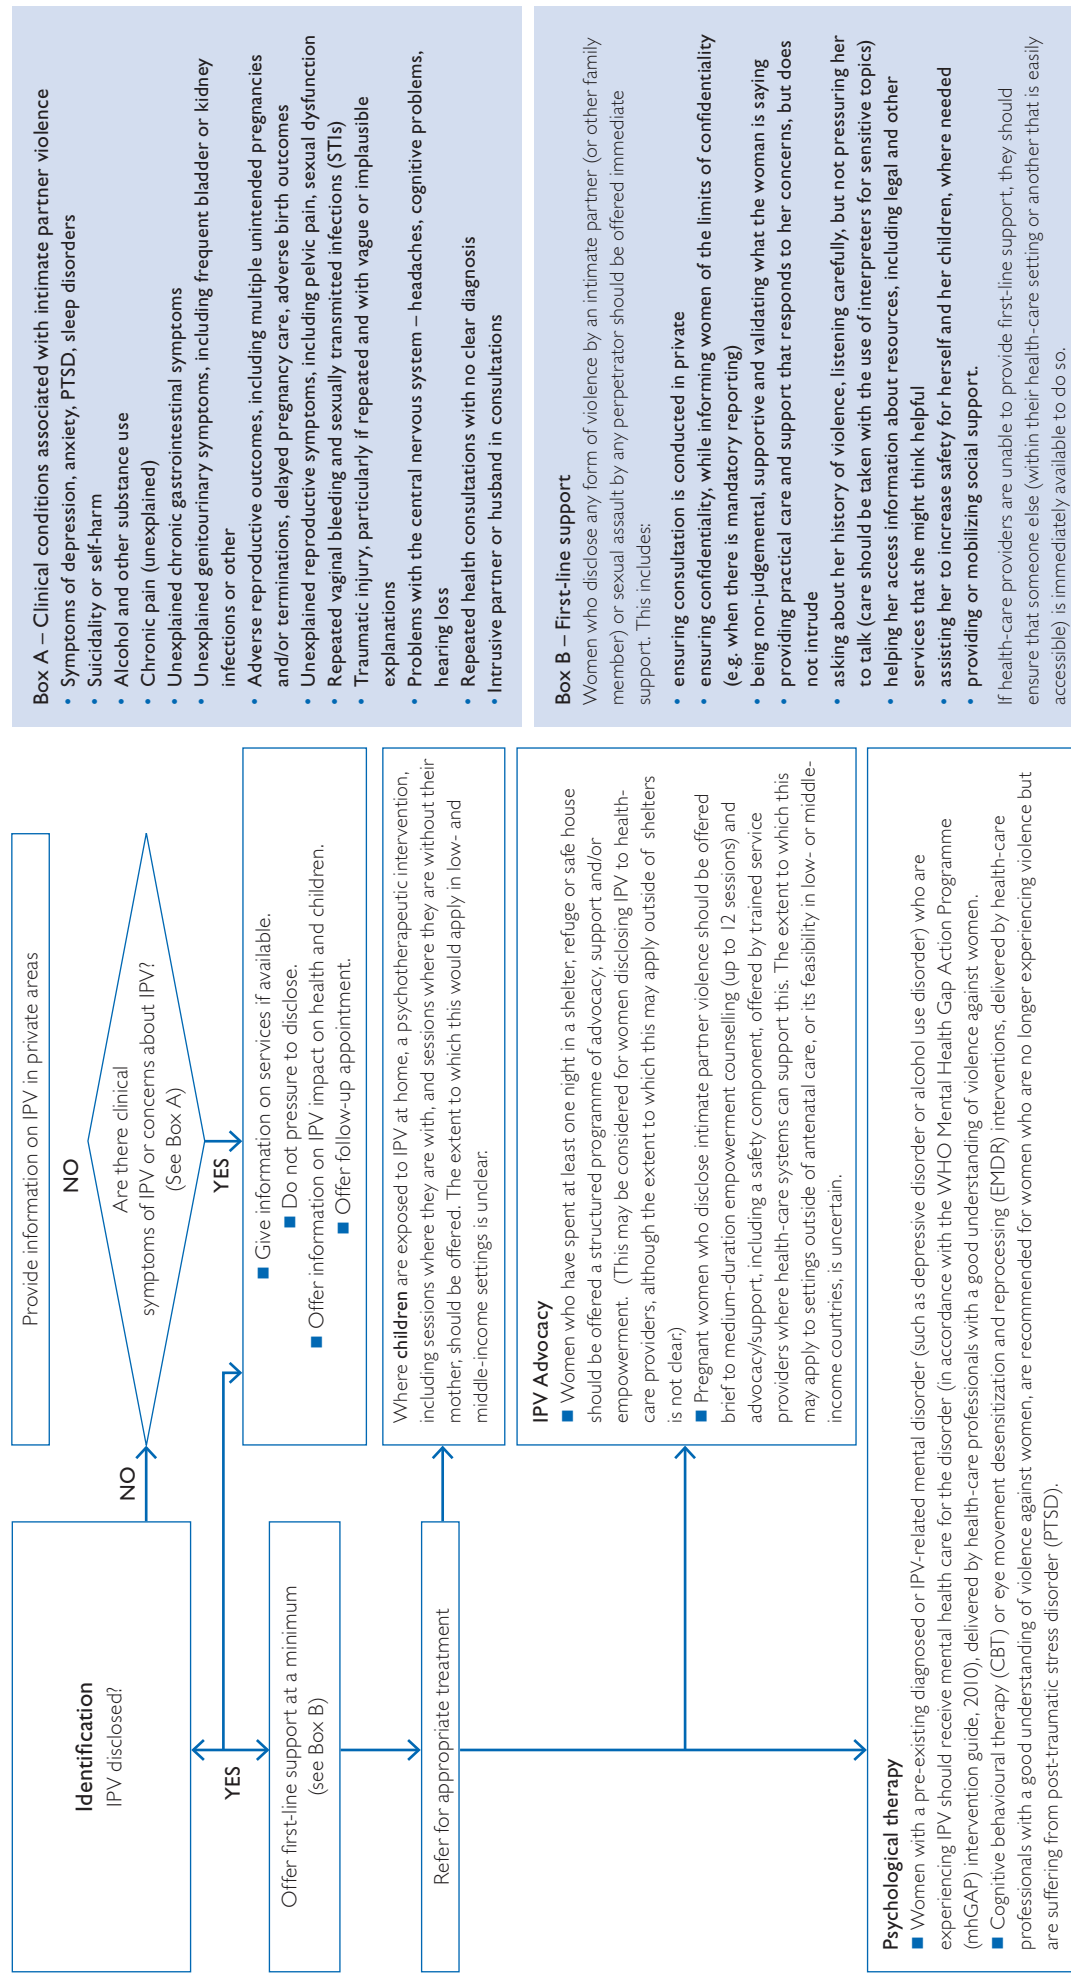 Identification
IPV disclosed?
NO
YES
Offer first-line support at a minimum
(see Box B)
Refer for appropriate treatment
Provide information on IPV in private areas
NO
Are there clinical
symptoms of IPV or concerns about IPV?
(See Box A)
YES
■ Give information on services if available.
■ Do not pressure to disclose.
■ Offer information on IPV impact on health and children.
■ Offer follow-up appointment.
Where children are exposed to IPV at home, a psychotherapeutic intervention,
including sessions where they are with, and sessions where they are without their
mother, should be offered. The extent to which this would apply in low- and
middle-income settings is unclear.
IPV Advocacy
■ Women who have spent at least one night in a shelter, refuge or safe house
should be offered a structured programme of advocacy, support and/or
empowerment. (This may be considered for women disclosing IPV to health-
care providers, although the extent to which this may apply outside of shelters
is not clear.)
■ Pregnant women who disclose intimate partner violence should be offered
brief to medium-duration empowerment counselling (up to 12 sessions) and
advocacy/support, including a safety component, offered by trained service
providers where health-care systems can support this. The extent to which this
may apply to settings outside of antenatal care, or its feasibility in low- or middle-
income countries, is uncertain.
Psychological therapy
■ Women with a pre-existing diagnosed or IPV-related mental disorder (such as depressive disorder or alcohol use disorder) who are
experiencing IPV should receive mental health care for the disorder (in accordance with the WHO Mental Health Gap Action Programme
(mhGAP) intervention guide, 2010), delivered by health-care professionals with a good understanding of violence against women.
■ Cognitive behavioural therapy (CBT) or eye movement desensitization and reprocessing (EMDR) interventions, delivered by health-care
professionals with a good understanding of violence against women, are recommended for women who are no longer experiencing violence but
are suffering from post-traumatic stress disorder (PTSD).
Box A – Clinical conditions associated with intimate partner violence
• Symptoms of depression, anxiety, PTSD, sleep disorders
• Suicidality or self-harm
• Alcohol and other substance use
• Chronic pain (unexplained)
• Unexplained chronic gastrointestinal symptoms
• Unexplained genitourinary symptoms, including frequent bladder or kidney
infections or other
• Adverse reproductive outcomes, including multiple unintended pregnancies
and/or terminations, delayed pregnancy care, adverse birth outcomes
• Unexplained reproductive symptoms, including pelvic pain, sexual dysfunction
• Repeated vaginal bleeding and sexually transmitted infections (STIs)
• Traumatic injury, particularly if repeated and with vague or implausible
explanations
• Problems with the central nervous system – headaches, cognitive problems,
hearing loss
• Repeated health consultations with no clear diagnosis
• Intrusive partner or husband in consultations
Box B – First-line support
Women who disclose any form of violence by an intimate partner (or other family
member) or sexual assault by any perpetrator should be offered immediate
support. This includes:
• ensuring consultation is conducted in private
• ensuring confidentiality, while informing women of the limits of confidentiality
(e.g. when there is mandatory reporting)
• being non-judgemental, supportive and validating what the woman is saying
• providing practical care and support that responds to her concerns, but does
not intrude
• asking about her history of violence, listening carefully, but not pressuring her
to talk (care should be taken with the use of interpreters for sensitive topics)
• helping her access information about resources, including legal and other
services that she might think helpful
• assisting her to increase safety for herself and her children, where needed
• providing or mobilizing social support.
If health-care providers are unable to provide first-line support, they should
ensure that someone else (within their health-care setting or another that is easily
accessible) is immediately available to do so.